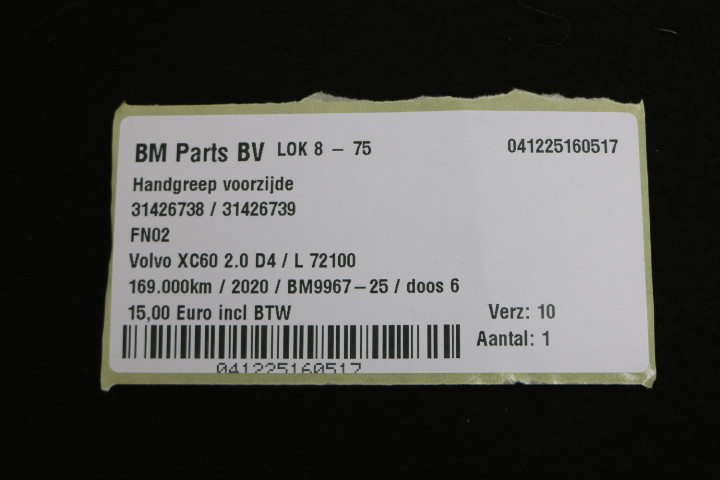 BM Parts BV LOK 8 – 75 041225160517
Handgreep voorzijde
31426738 / 31426739
FN02
Volvo XC60 2.0 D4 / L 72100
169.000km / 2020 / BM9967–25 / doos 6
15,00 Euro incl BTW Verz: 10
Aantal: 1
041225160517